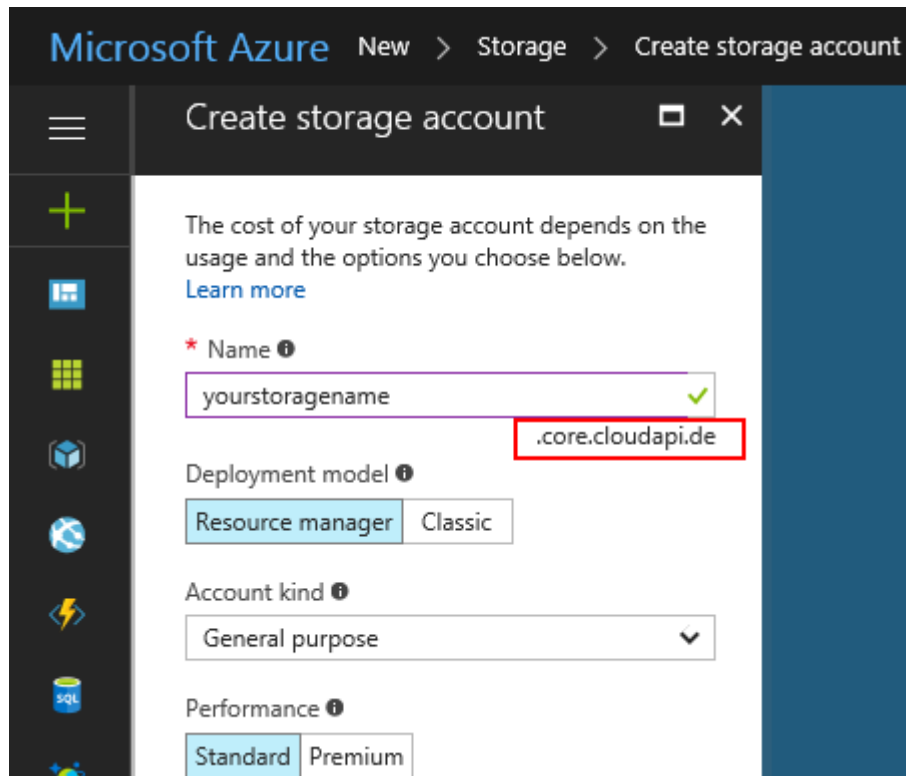 Microsoft Azure New > Storage > Create storage account
Create storage account
The cost of your storage account depends on the
usage and the options you choose below.
Learn more
* Name
yourstoragename
.core.cloudapi.de
Deployment model
Resource manager Classic
Account kind
General purpose
Performance
Standard Premium
SQL